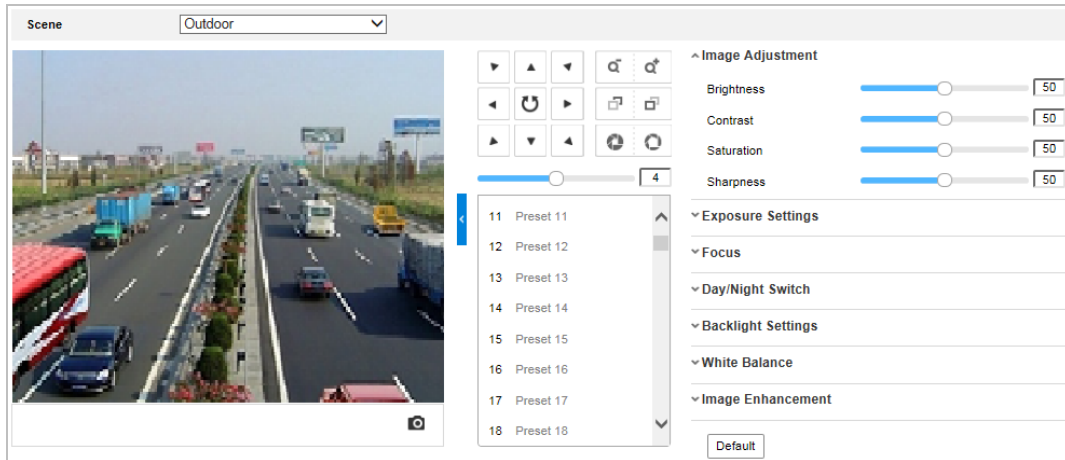 Scene Outdoor
Image Adjustment
Brightness 50
Contrast 50
Saturation 50
Sharpness 50
4
11 Preset 11
12 Preset 12
13 Preset 13
14 Preset 14
15 Preset 15
16 Preset 16
17 Preset 17
18 Preset 18
Exposure Settings
Focus
Day/Night Switch
Backlight Settings
White Balance
Image Enhancement
Default